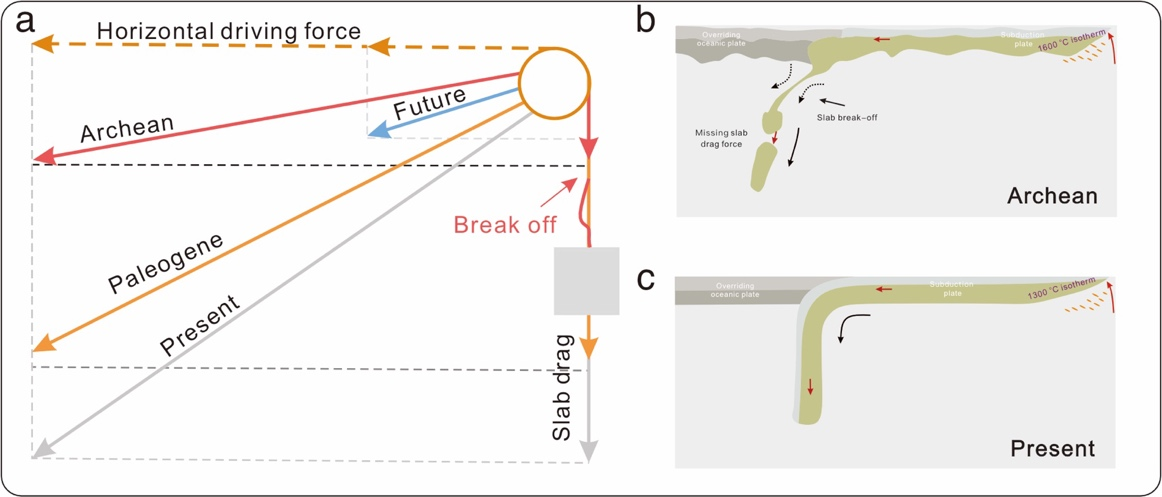 a
Horizontal driving force
Archean
Future
Break off
Paleogene
Present
Slab drag
b
Overriding
oceanic plate
Subduction
plate
1600 °C isotherm
Slab break-off
Missing slab
drag force
Archean
c
Overriding
oceanic plate
Subduction
plate
1300 °C isotherm
Present